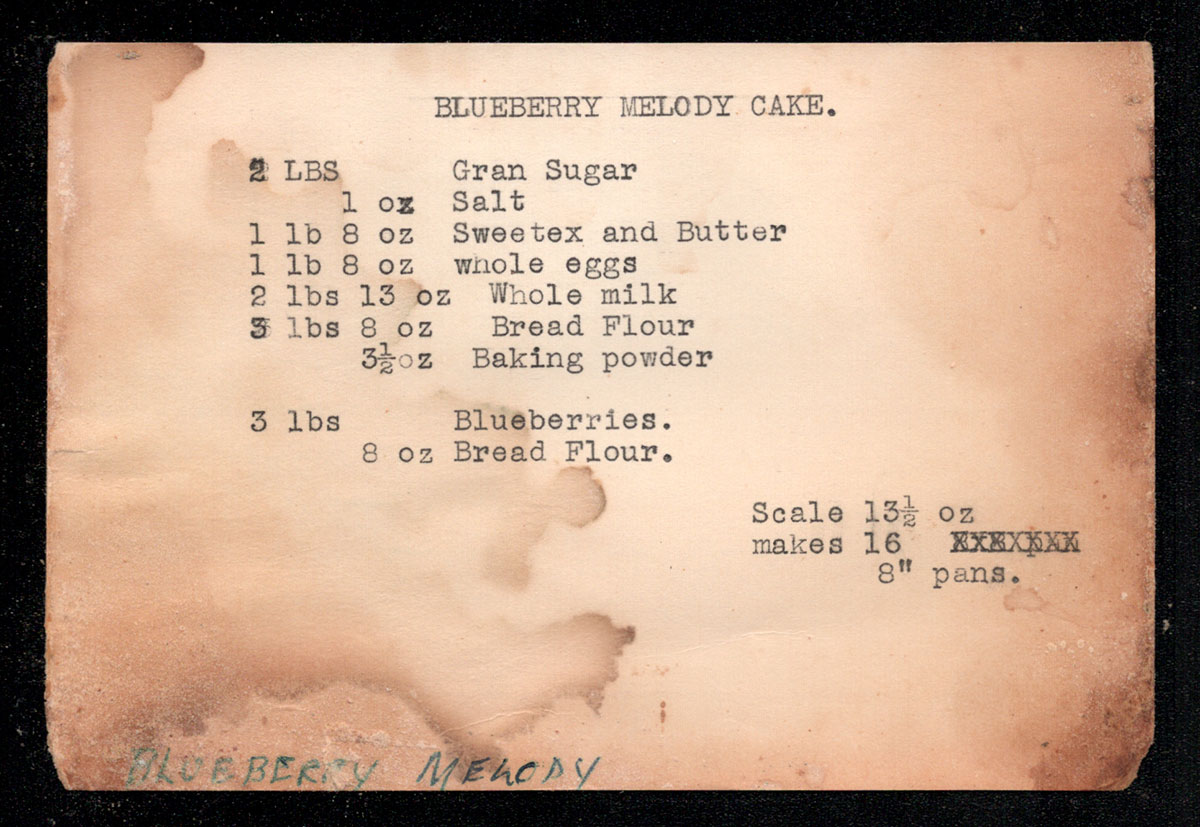 BLUEBERRY MELODY CAKE.
2 LBS Gran Sugar
1 oz Salt
1 lb 8 oz Sweetex and Butter
1 lb 8 oz whole eggs
2 lbs 13 oz Whole milk
3 lbs 8 oz Bread Flour
3½oz Baking powder
3 lbs Blueberries.
8 oz Bread Flour.
Scale 13½ oz
makes 16
8" pans.
BLUEBERRY MELODY